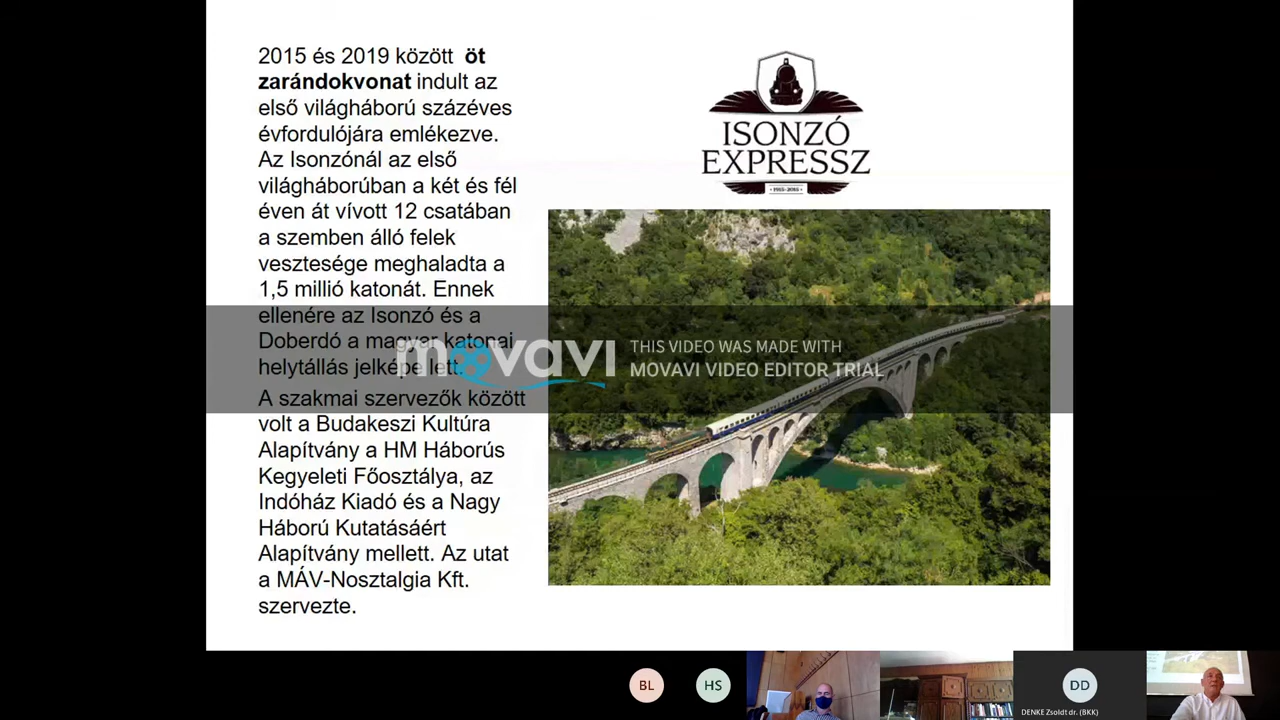 2015 és 2019 között öt
zarándokvonat indult az
első világháború százéves
évfordulójára emlékezve.
Az Isonzónál az első
világháborúban a két és fél
éven át vívott 12 csatában
a szemben álló felek
vesztesége meghaladta a
1,5 millió katonát. Ennek
ellenére az Isonzó és a
Doberdó a magyar katonai
helytállás jelképe lett.
A szakmai szervezők között
volt a Budakeszi Kultúra
Alapítvány a HM Háborús
Kegyeleti Főosztálya, az
Indóház Kiadó és a Nagy
Háború Kutatásáért
Alapítvány mellett. Az utat
a MÁV-Nosztalgia Kft.
szervezte.
ISONZÓ
EXPRESSZ
movavi
THIS VIDEO WAS MADE WITH
MOVAVI VIDEO EDITOR TRIAL
BL
HS
DD
DENKE Zsoldt dr. (BKK)